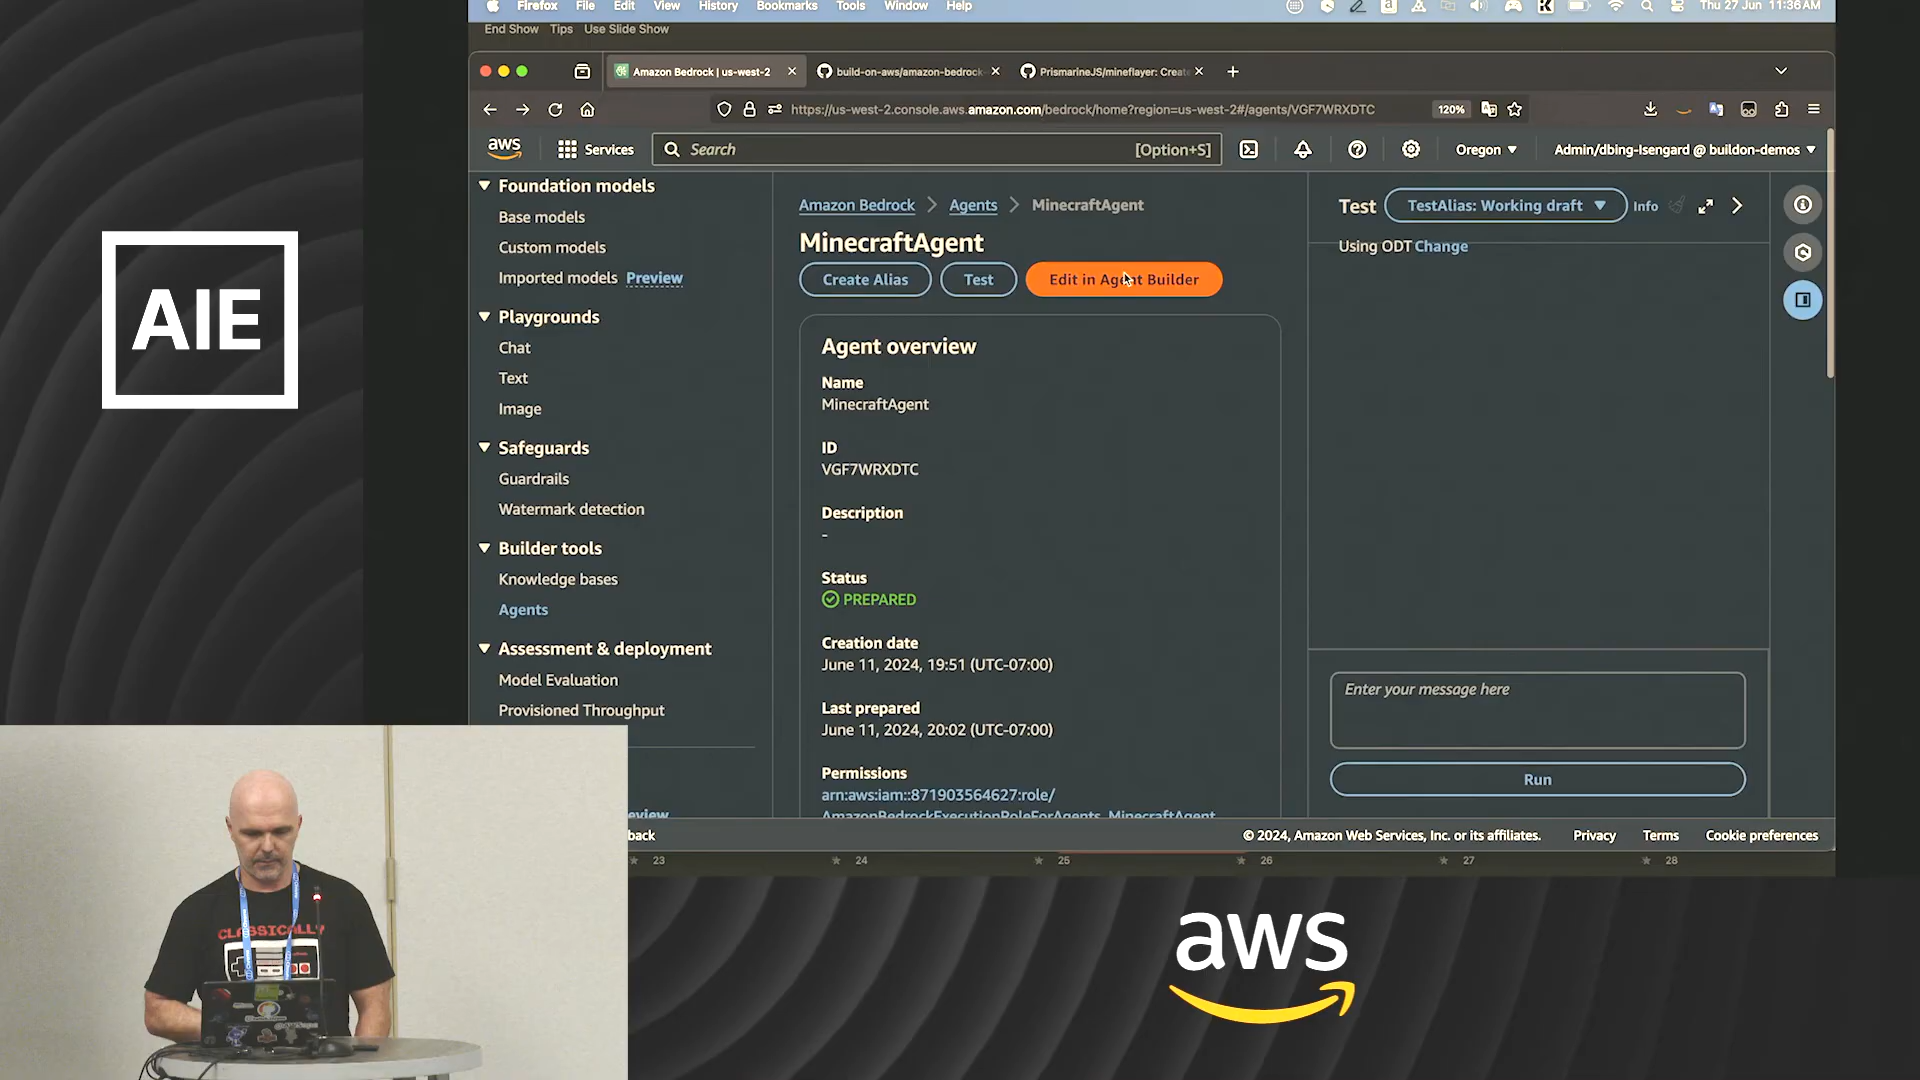 Firefox File Edit View History Bookmarks Tools Window Help
Thu 27 Jun 11:36AM
End Show Tips Use Slide Show
Amazon Bedrock | us-west-2
build-on-aws/amazon-bedrock-
PrismarineJS/mineflayer: Create
https://us-west-2.console.aws.amazon.com/bedrock/home?region=us-west-2#/agents/VGF7WRXDTC
120%
aws
Services
Search
[Option+S]
Oregon
Admin/dbing-Isengard @ buildon-demos
AIE
Foundation models
Base models
Custom models
Imported models Preview
Playgrounds
Chat
Text
Image
Safeguards
Guardrails
Watermark detection
Builder tools
Knowledge bases
Agents
Assessment & deployment
Model Evaluation
Provisioned Throughput
eview
back
Amazon Bedrock > Agents > MinecraftAgent
MinecraftAgent
Create Alias
Test
Edit in Agent Builder
Agent overview
Name
MinecraftAgent
ID
VGF7WRXDTC
Description
-
Status
PREPARED
Creation date
June 11, 2024, 19:51 (UTC-07:00)
Last prepared
June 11, 2024, 20:02 (UTC-07:00)
Permissions
arn:aws:iam::871903564627:role/
AmazonBedrockExecutionRoleForAgents_MinecraftAgent
Test
TestAlias: Working draft
Info
Using ODT Change
Enter your message here
Run
© 2024, Amazon Web Services, Inc. or its affiliates.
Privacy
Terms
Cookie preferences
23
24
25
26
27
28
CLASSICALLY
aws